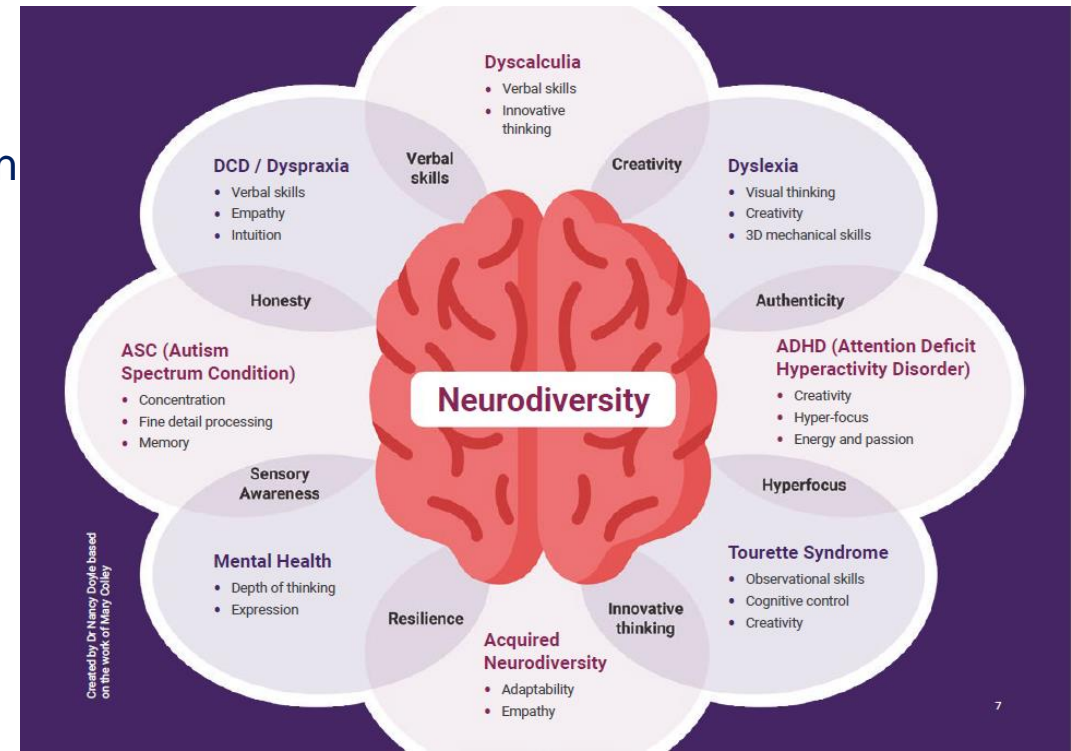 n
Dyscalculia
• Verbal skills
• Innovative
thinking
Verbal
skills
Creativity
DCD / Dyspraxia
• Verbal skills
• Empathy
• Intuition
Dyslexia
• Visual thinking
• Creativity
• 3D mechanical skills
Honesty
Authenticity
ASC (Autism
Spectrum Condition)
• Concentration
• Fine detail processing
• Memory
Neurodiversity
ADHD (Attention Deficit
Hyperactivity Disorder)
• Creativity
• Hyper-focus
• Energy and passion
Sensory
Awareness
Hyperfocus
Mental Health
• Depth of thinking
• Expression
Tourette Syndrome
• Observational skills
• Cognitive control
• Creativity
Resilience
Innovative
thinking
Acquired
Neurodiversity
• Adaptability
• Empathy
Created by Dr Nancy Doyle based
on the work of Mary Colley
7